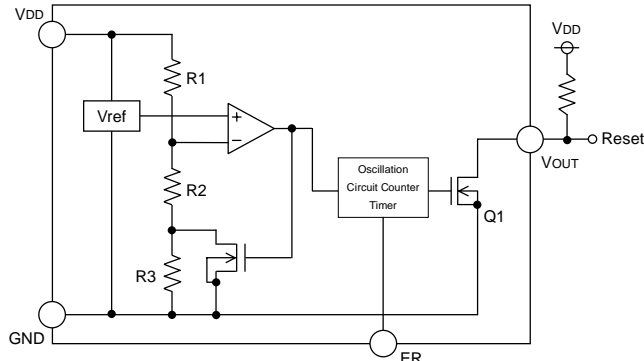 VDD
VDD
R1
Vref
+
−
Reset
VOUT
Oscillation
Circuit Counter
Timer
R2
Q1
R3
GND
ER